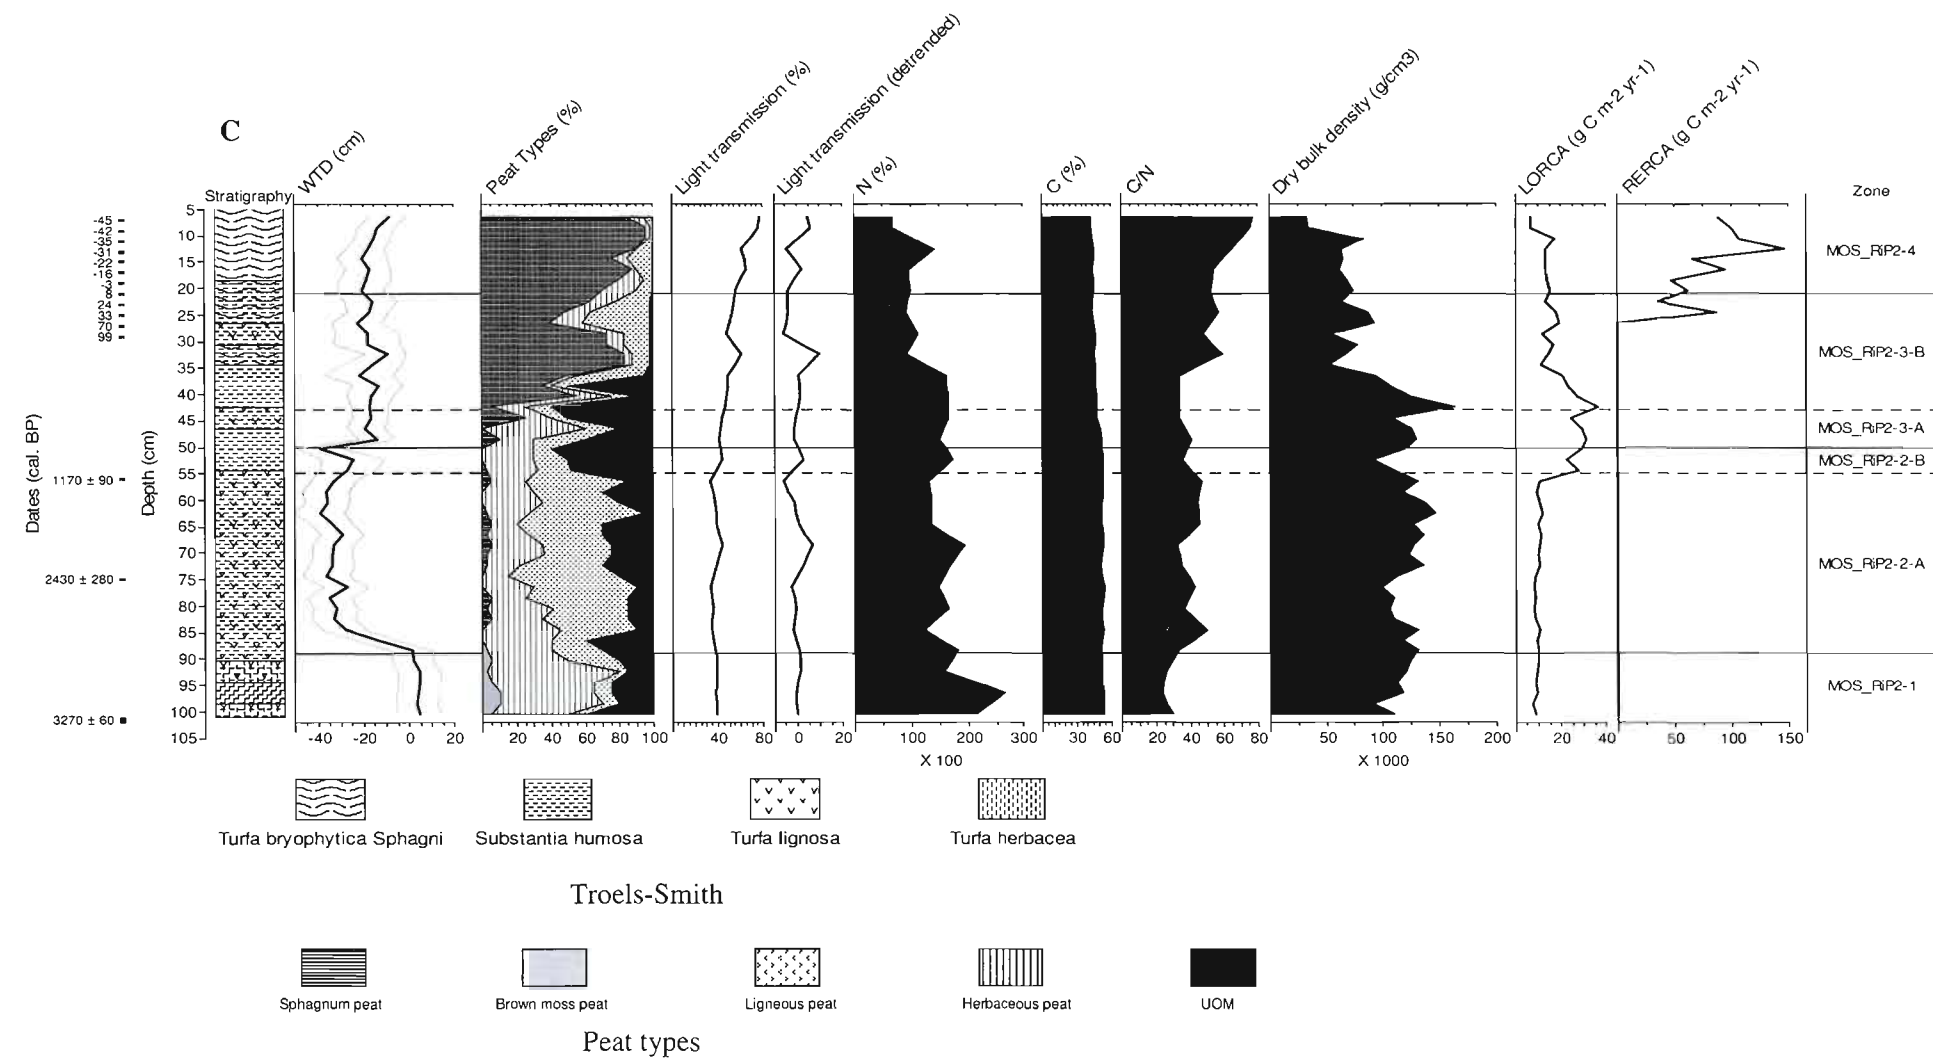 C
Stratigraphy
WTD (cm)
Peat Types (%)
Light transmission (%)
Light transmission (detrended)
N (%)
C (%)
C/N
Dry bulk density (g/cm3)
LORCA (g C m-2 yr-1)
RERCA (g C m-2 yr-1)
Zone
Dates (cal. BP)
-45
-42
-35
-31
-22
-16
-3
8
24
33
70
99
1170 ± 90
2430 ± 280
3270 ± 60
Depth (cm)
5
10
15
20
25
30
35
40
45
50
55
60
65
70
75
80
85
90
95
100
105
MOS_RiP2-4
MOS_RiP2-3-B
MOS_RiP2-3-A
MOS_RiP2-2-B
MOS_RiP2-2-A
MOS_RiP2-1
-40 -20 0 20
20 40 60 80 100
40 80
0 20
100 200 300
30 60
20 40 60 80
50 100 150 200
20 40
50 100 150
X 100
X 1000
Turfa bryophytica Sphagni
Substantia humosa
Turfa lignosa
Turfa herbacea
Troels-Smith
Sphagnum peat
Brown moss peat
Ligneous peat
Herbaceous peat
UOM
Peat types